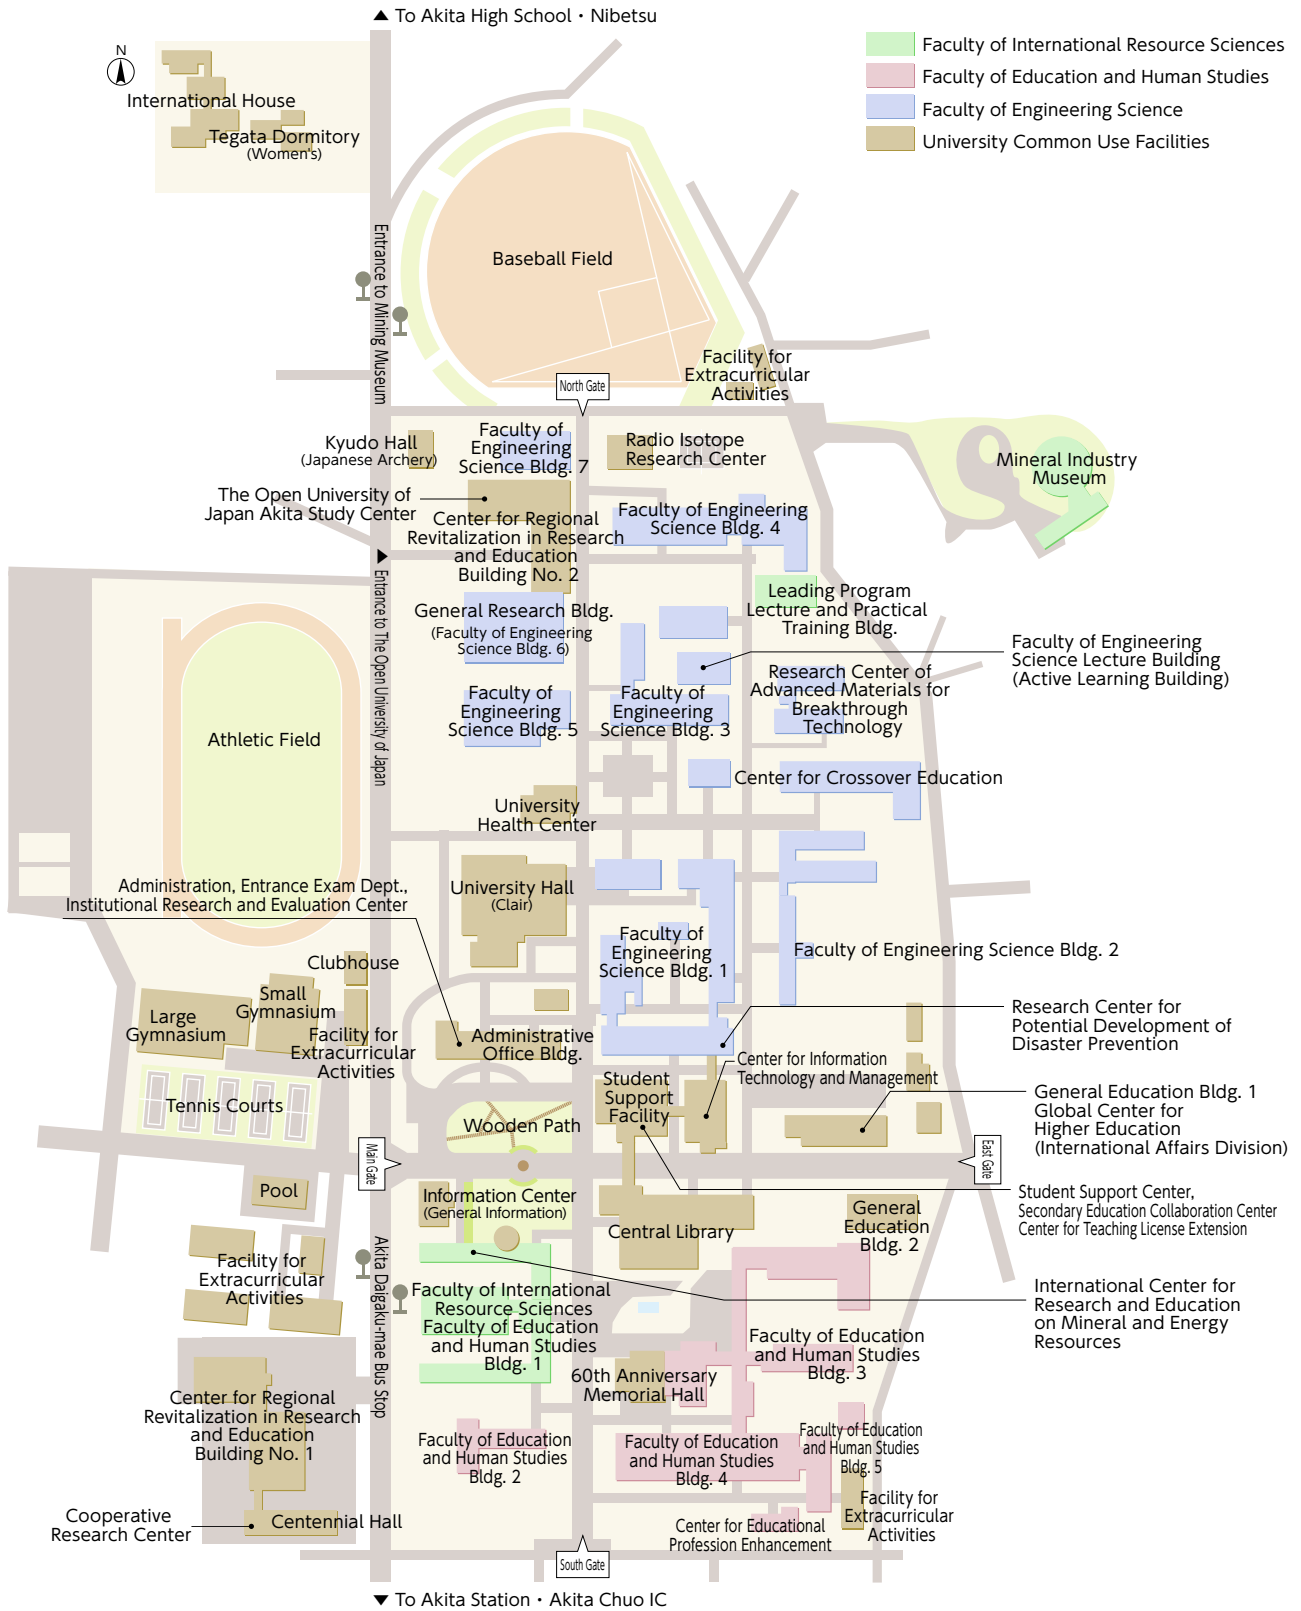 ▲ To Akita High School・Nibetsu
N
International House
Tegata Dormitory
(Women's)
Faculty of International Resource Sciences
Faculty of Education and Human Studies
Faculty of Engineering Science
University Common Use Facilities
Entrance to Mining Museum
Baseball Field
Facility for
Extracurricular
Activities
North Gate
Kyudo Hall
(Japanese Archery)
Faculty of
Engineering
Science Bldg. 7
Radio Isotope
Research Center
Mineral Industry
Museum
The Open University of
Japan Akita Study Center
Center for Regional
Revitalization in Research
and Education
Building No. 2
Faculty of Engineering
Science Bldg. 4
▶ Entrance to The Open University of Japan
General Research Bldg.
(Faculty of Engineering
Science Bldg. 6)
Leading Program
Lecture and Practical
Training Bldg.
Faculty of Engineering
Science Lecture Building
(Active Learning Building)
Research Center of
Advanced Materials for
Breakthrough
Technology
Faculty of
Engineering
Science Bldg. 5
Faculty of
Engineering
Science Bldg. 3
Athletic Field
Center for Crossover Education
University
Health Center
Administration, Entrance Exam Dept.,
Institutional Research and Evaluation Center
University Hall
(Clair)
Faculty of
Engineering
Science Bldg. 1
Faculty of Engineering Science Bldg. 2
Clubhouse
Small
Gymnasium
Large
Gymnasium
Facility for
Extracurricular
Activities
Administrative
Office Bldg.
Research Center for
Potential Development of
Disaster Prevention
Center for Information
Technology and Management
Student
Support
Facility
General Education Bldg. 1
Global Center for
Higher Education
(International Affairs Division)
Tennis Courts
Wooden Path
Main Gate
East Gate
Pool
Information Center
(General Information)
Student Support Center,
Secondary Education Collaboration Center
Center for Teaching License Extension
Central Library
General
Education
Bldg. 2
Facility for
Extracurricular
Activities
Akita Daigaku-mae Bus Stop
Faculty of International
Resource Sciences
Faculty of Education
and Human Studies
Bldg. 1
International Center for
Research and Education
on Mineral and Energy
Resources
Faculty of Education
and Human Studies
Bldg. 3
60th Anniversary
Memorial Hall
Center for Regional
Revitalization in Research
and Education
Building No. 1
Faculty of Education
and Human Studies
Bldg. 2
Faculty of Education
and Human Studies
Bldg. 4
Faculty of Education
and Human Studies
Bldg. 5
Cooperative
Research Center
Centennial Hall
Facility for
Extracurricular
Activities
Center for Educational
Profession Enhancement
South Gate
▼ To Akita Station・Akita Chuo IC